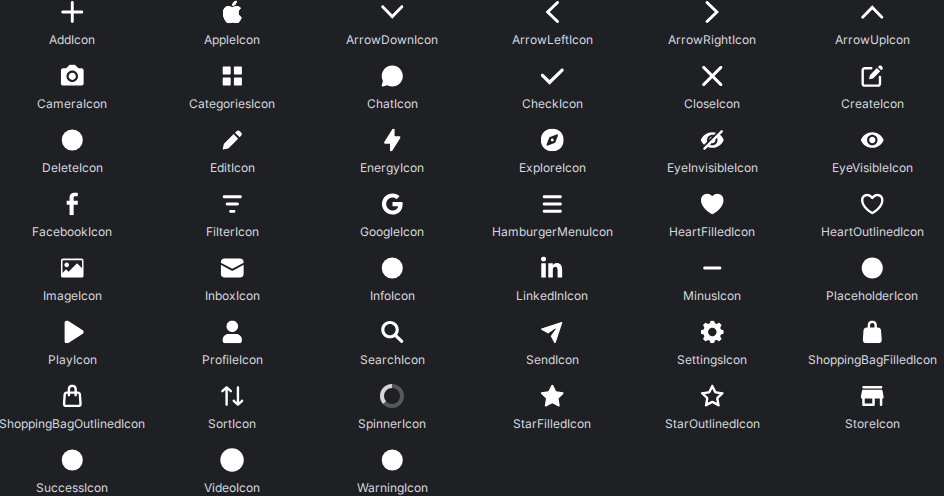 AddIcon AppleIcon ArrowDownIcon ArrowLeftIcon ArrowRightIcon ArrowUpIcon
CameraIcon CategoriesIcon ChatIcon CheckIcon CloseIcon CreateIcon
DeleteIcon EditIcon EnergyIcon ExploreIcon EyeInvisibleIcon EyeVisibleIcon
FacebookIcon FilterIcon GoogleIcon HamburgerMenuIcon HeartFilledIcon HeartOutlinedIcon
ImageIcon InboxIcon InfoIcon LinkedInIcon MinusIcon PlaceholderIcon
PlayIcon ProfileIcon SearchIcon SendIcon SettingsIcon ShoppingBagFilledIcon
ShoppingBagOutlinedIcon SortIcon SpinnerIcon StarFilledIcon StarOutlinedIcon StoreIcon
SuccessIcon VideoIcon WarningIcon